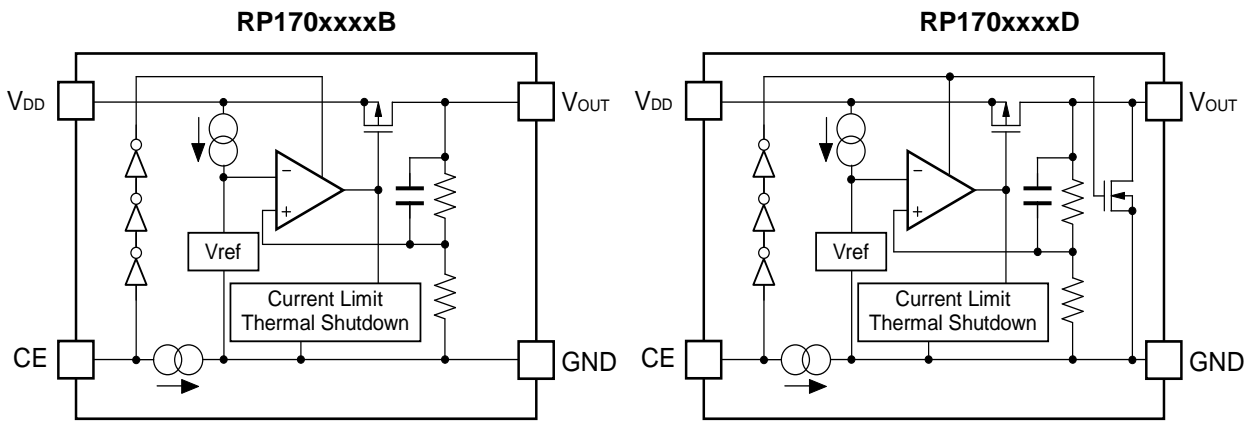 RP170xxxxB
VDD
VOUT
−
+
Vref
Current Limit
Thermal Shutdown
CE
GND
RP170xxxxD
VDD
VOUT
−
+
Vref
Current Limit
Thermal Shutdown
CE
GND